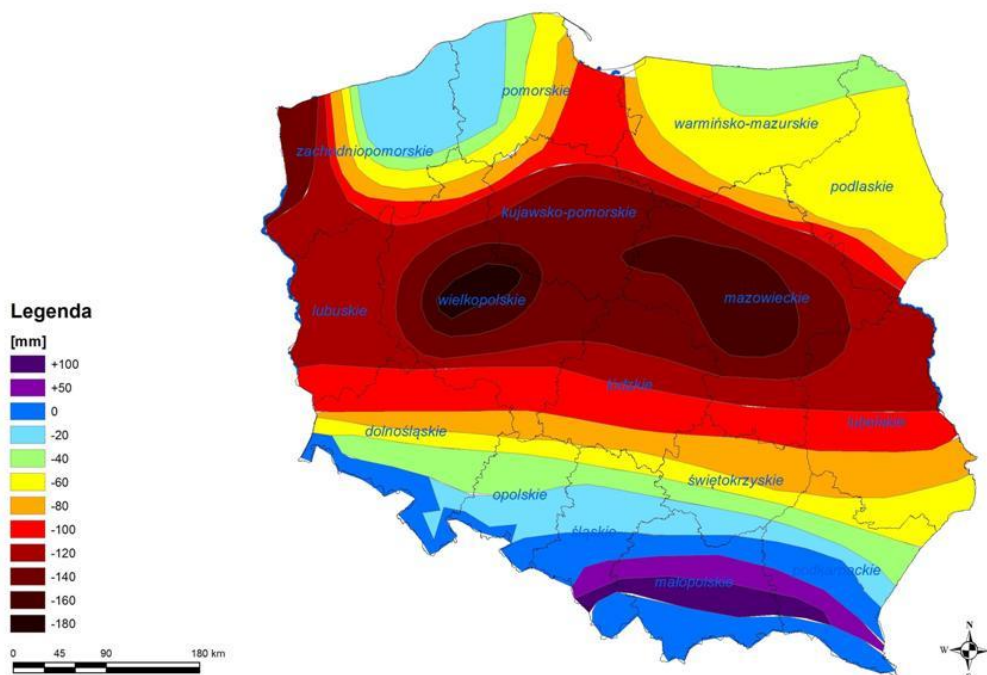 pomorskie
warmińsko-mazurskie
zachodniopomorskie
podlaskie
kujawsko-pomorskie
wielkopolskie
mazowieckie
lubuskie
łódzkie
lubelskie
dolnośląskie
świętokrzyskie
opolskie
śląskie
podkarpackie
małopolskie
Legenda
[mm]
+100
+50
0
-20
-40
-60
-80
-100
-120
-140
-160
-180
0 45 90 180 km
N
W E
S